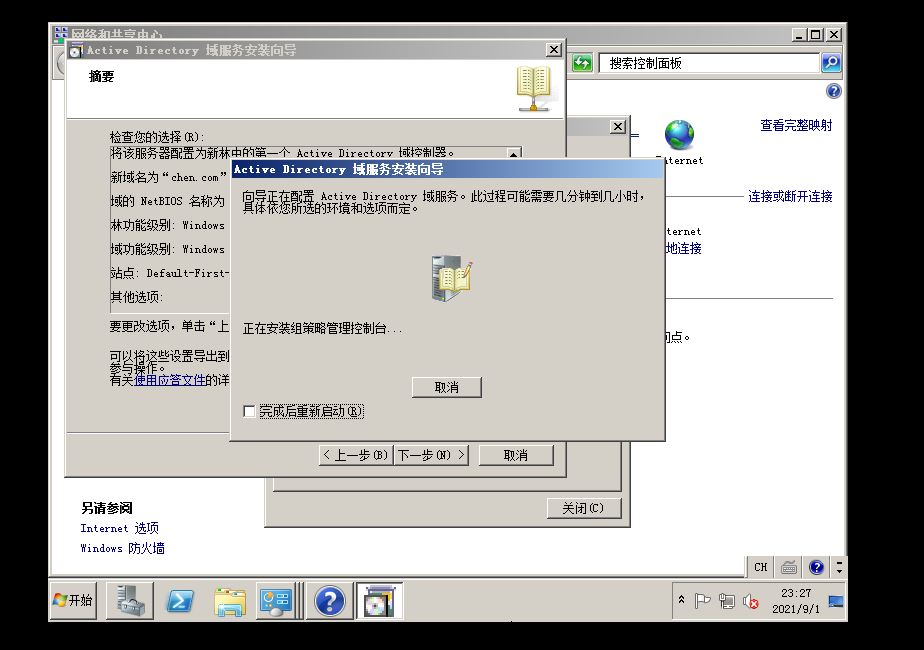 网络和共享中心
Active Directory 域服务安装向导
摘要
搜索控制面板
检查您的选择(R):
将该服务器配置为新林中的第一个 Active Directory 域控制器。
新域名为“chen.com”
域的 NetBIOS 名称为
林功能级别: Windows
域功能级别: Windows
站点: Default-First-
其他选项:
要更改选项，单击“上
可以将这些设置导出到
参与操作。
有关使用应答文件的详
< 上一步(B)
下一步(N) >
取消
Active Directory 域服务安装向导
向导正在配置 Active Directory 域服务。此过程可能需要几分钟到几小时，
具体依您所选的环境和选项而定。
正在安装组策略管理控制台...
取消
完成后重新启动(R)
查看完整映射
ternet
连接或断开连接
ternet
地连接
问点。
关闭(C)
另请参阅
Internet 选项
Windows 防火墙
CH
开始
23:27
2021/9/1